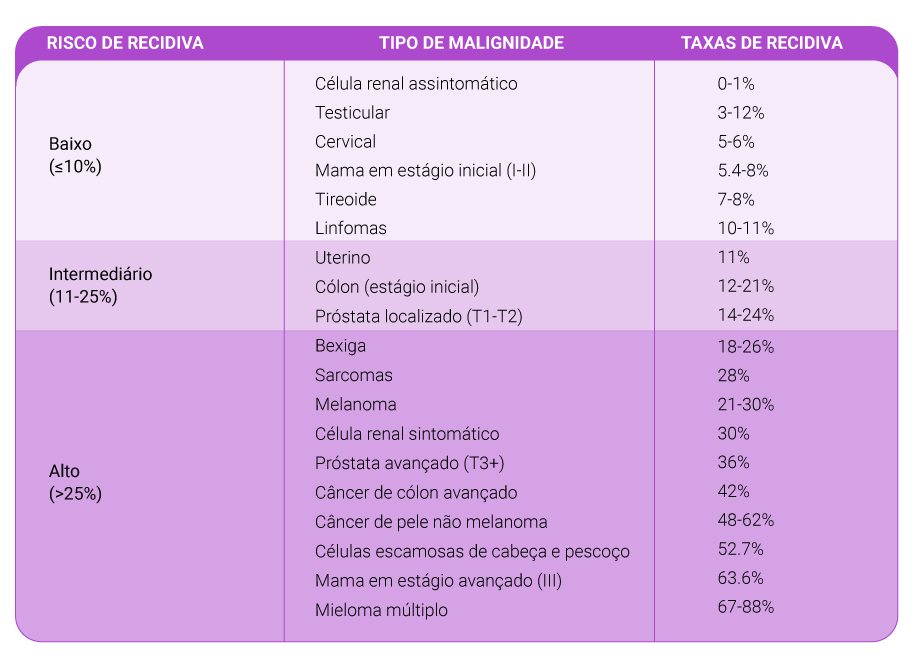 RISCO DE RECIDIVA TIPO DE MALIGNIDADE TAXAS DE RECIDIVA
Baixo
(≤10%)
Célula renal assintomático 0-1%
Testicular 3-12%
Cervical 5-6%
Mama em estágio inicial (I-II) 5.4-8%
Tireoide 7-8%
Linfomas 10-11%
Intermediário
(11-25%)
Uterino 11%
Cólon (estágio inicial) 12-21%
Próstata localizado (T1-T2) 14-24%
Alto
(>25%)
Bexiga 18-26%
Sarcomas 28%
Melanoma 21-30%
Célula renal sintomático 30%
Próstata avançado (T3+) 36%
Câncer de cólon avançado 42%
Câncer de pele não melanoma 48-62%
Células escamosas de cabeça e pescoço 52.7%
Mama em estágio avançado (III) 63.6%
Mieloma múltiplo 67-88%